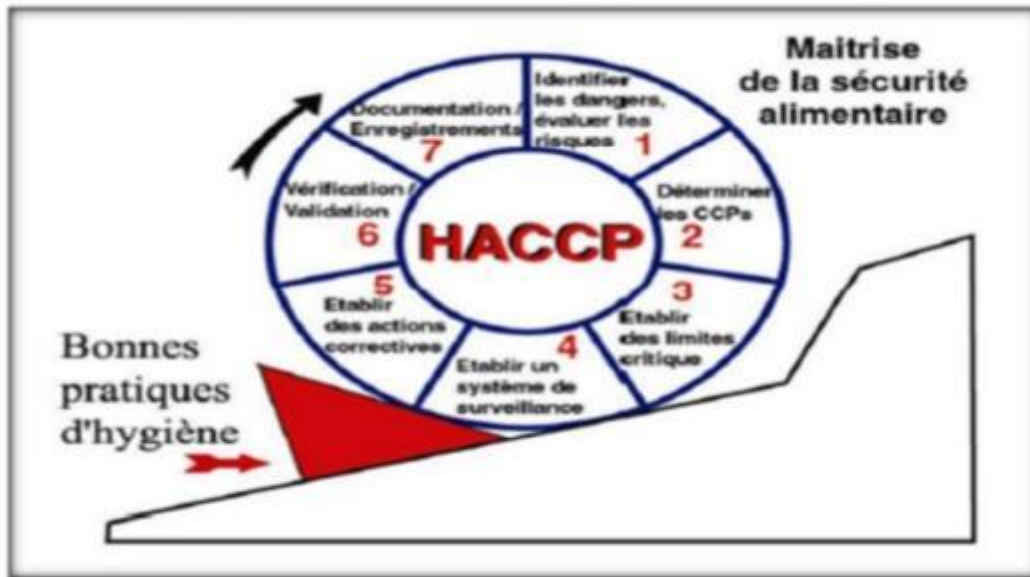 Maitrise
de la sécurité
alimentaire
Identifier
les dangers,
évaluer les
risques
1
Déterminer
les CCPs
2
3
Etablir
des limites
critique
4
Etablir un
système de
surveillance
5
Etablir
des actions
correctives
Vérification /
Validation
6
Documentation /
Enregistrements
7
HACCP
Bonnes
pratiques
d'hygiène